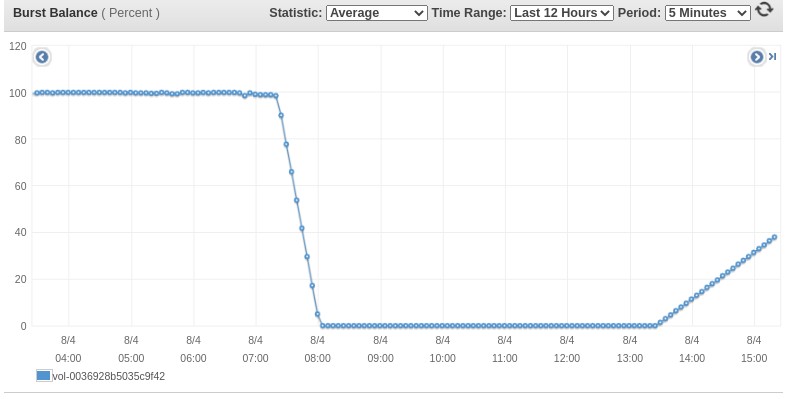 Burst Balance ( Percent ) Statistic: Average Time Range: Last 12 Hours Period: 5 Minutes
120
100
80
60
40
20
0
8/4 8/4 8/4 8/4 8/4 8/4 8/4 8/4 8/4 8/4 8/4 8/4
04:00 05:00 06:00 07:00 08:00 09:00 10:00 11:00 12:00 13:00 14:00 15:00
vol-0036928b5035c9f42